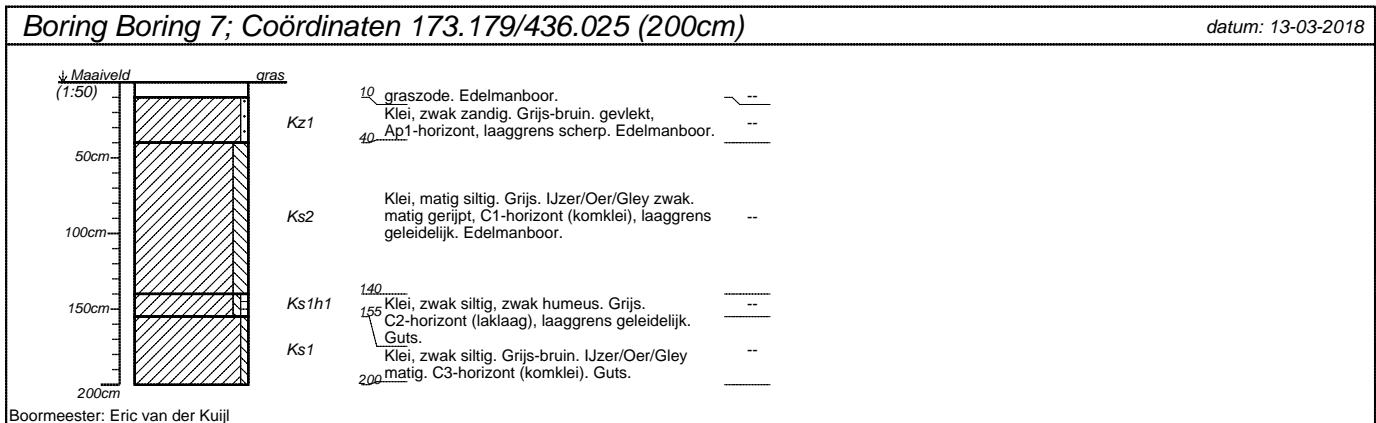 Boring Boring 7; Coördinaten 173.179/436.025 (200cm)
datum: 13-03-2018
Maaiveld
gras
(1:50)
10
graszode. Edelmanboor.
--
Kz1
Klei, zwak zandig. Grijs-bruin. gevlekt,
Ap1-horizont, laaggrens scherp. Edelmanboor.
--
40
50cm
Ks2
Klei, matig siltig. Grijs. IJzer/Oer/Gley zwak.
matig gerijpt, C1-horizont (komklei), laaggrens
geleidelijk. Edelmanboor.
--
100cm
140
150cm
Ks1h1
Klei, zwak siltig, zwak humeus. Grijs.
C2-horizont (laklaag), laaggrens geleidelijk.
Guts.
--
155
Ks1
Klei, zwak siltig. Grijs-bruin. IJzer/Oer/Gley
matig. C3-horizont (komklei). Guts.
--
200
200cm
Boormeester: Eric van der Kuijl